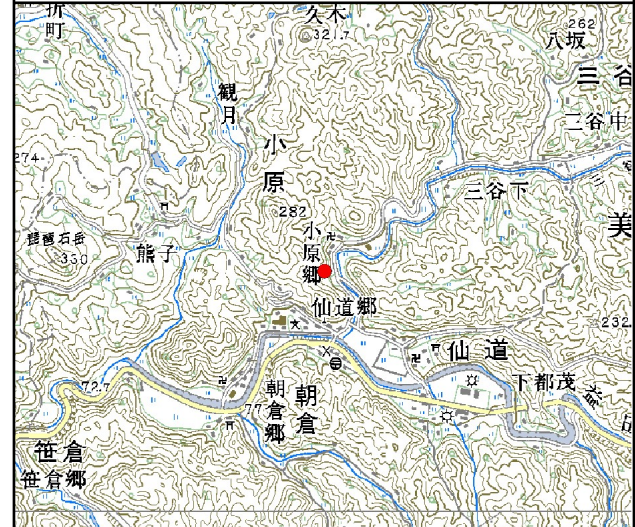 折町
久木
321.7
262
八坂
三谷
観月
三谷中
小原
274
三谷下
美
282
小原郷
琵琶石岳
330
熊子
仙道郷
232
仙道
下都茂
72.7
77
朝倉郷
朝倉
益
田
笹倉
笹倉郷